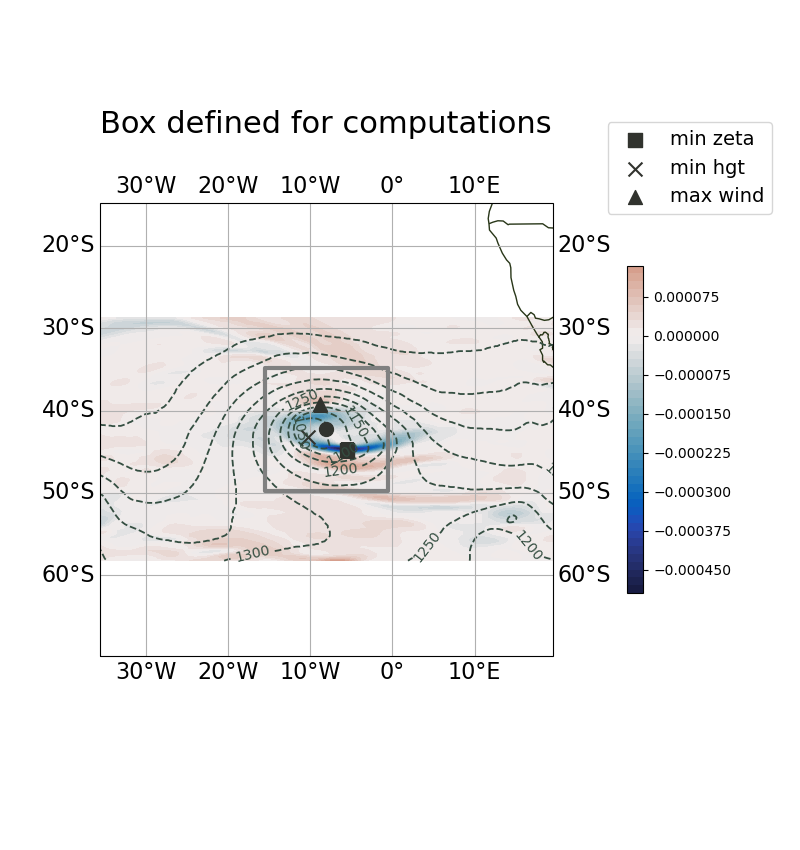 Box defined for computations
min zeta
min hgt
max wind
30°W 20°W 10°W 0° 10°E
20°S 20°S
30°S 30°S
40°S 40°S
50°S 50°S
60°S 60°S
30°W 20°W 10°W 0° 10°E
0.000075
0.000000
−0.000075
−0.000150
−0.000225
−0.000300
−0.000375
−0.000450
1250
1150
1200
1300
1250
1200